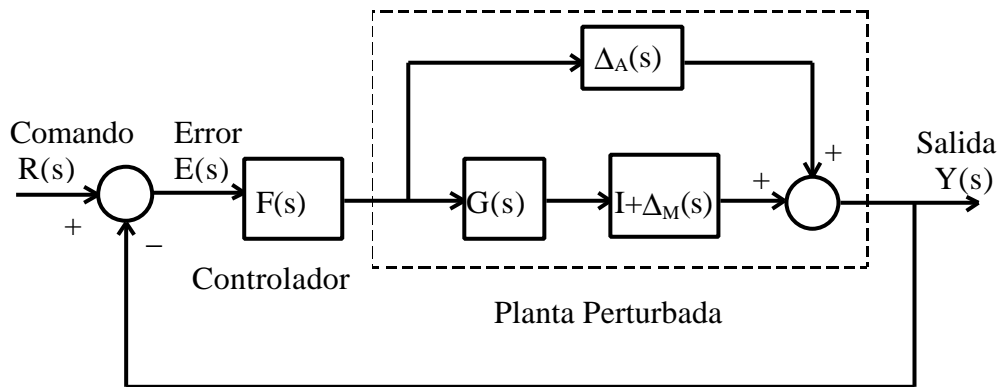 Δ_A(s)
Comando
R(s)
+
−
Error
E(s)
F(s)
Controlador
G(s)
I+Δ_M(s)
+
+
Salida
Y(s)
Planta Perturbada